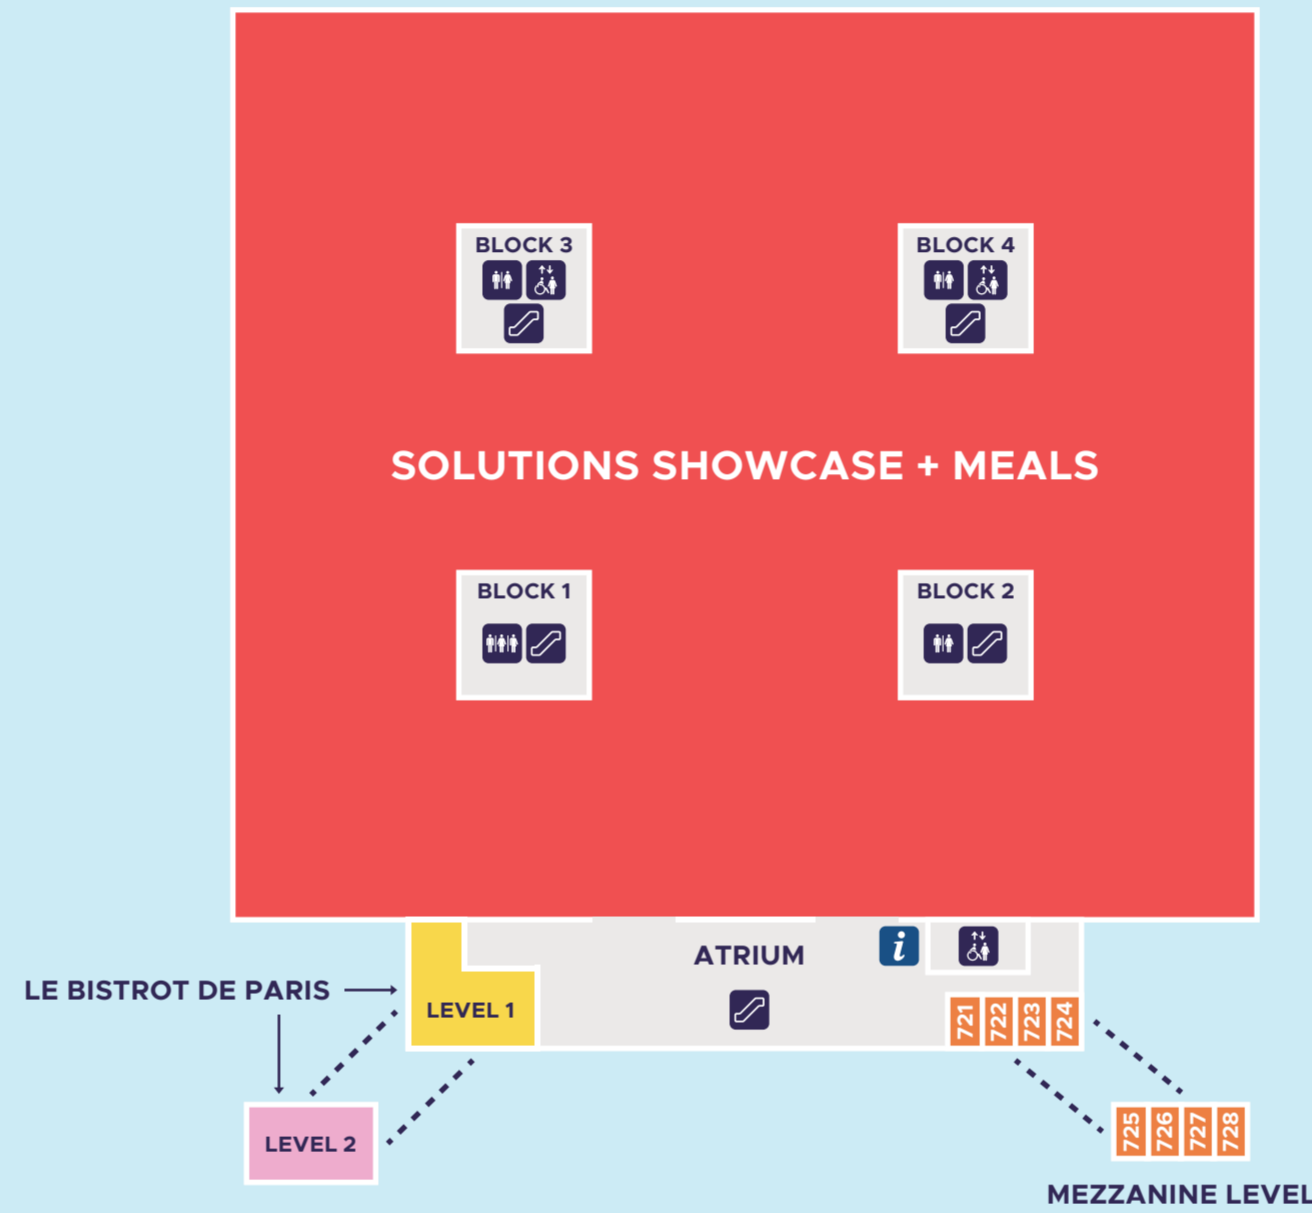 BLOCK 3
BLOCK 4
SOLUTIONS SHOWCASE + MEALS
BLOCK 1
BLOCK 2
ATRIUM
i
LE BISTROT DE PARIS
LEVEL 1
721
722
723
724
LEVEL 2
725
726
727
728
MEZZANINE LEVEL